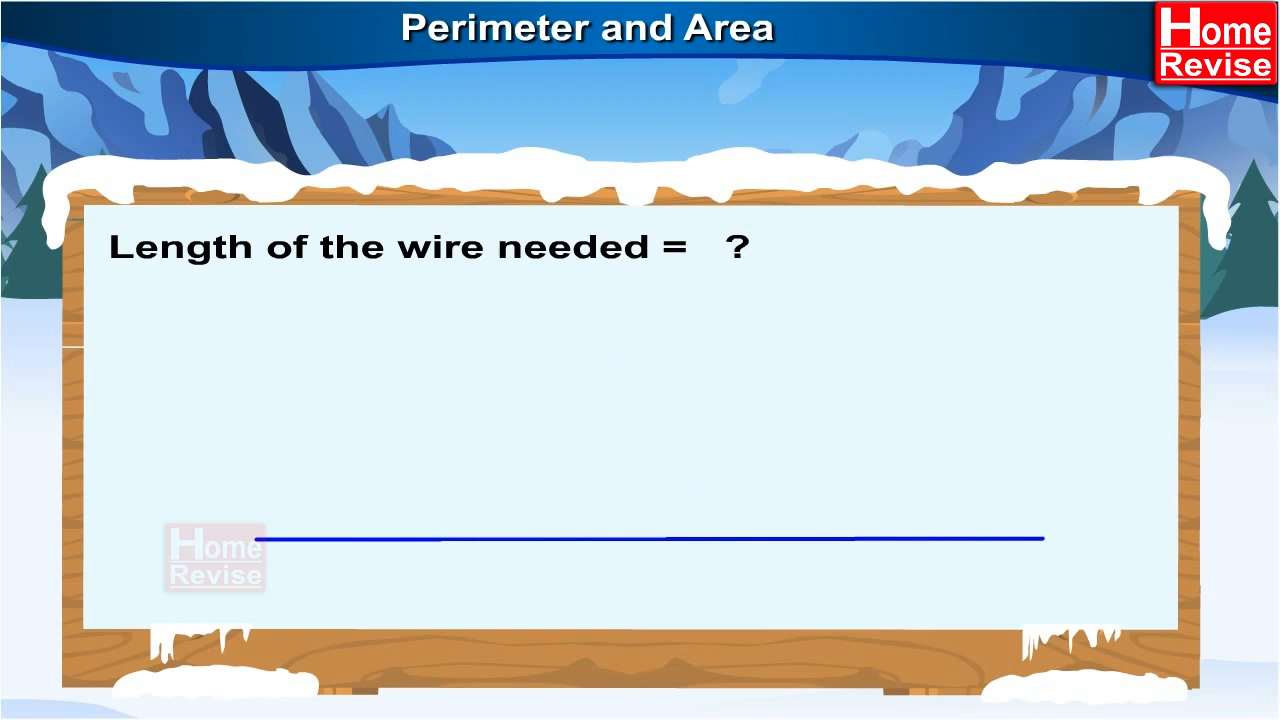 Perimeter and Area
Home
Revise
Length of the wire needed = ?
Home
Revise